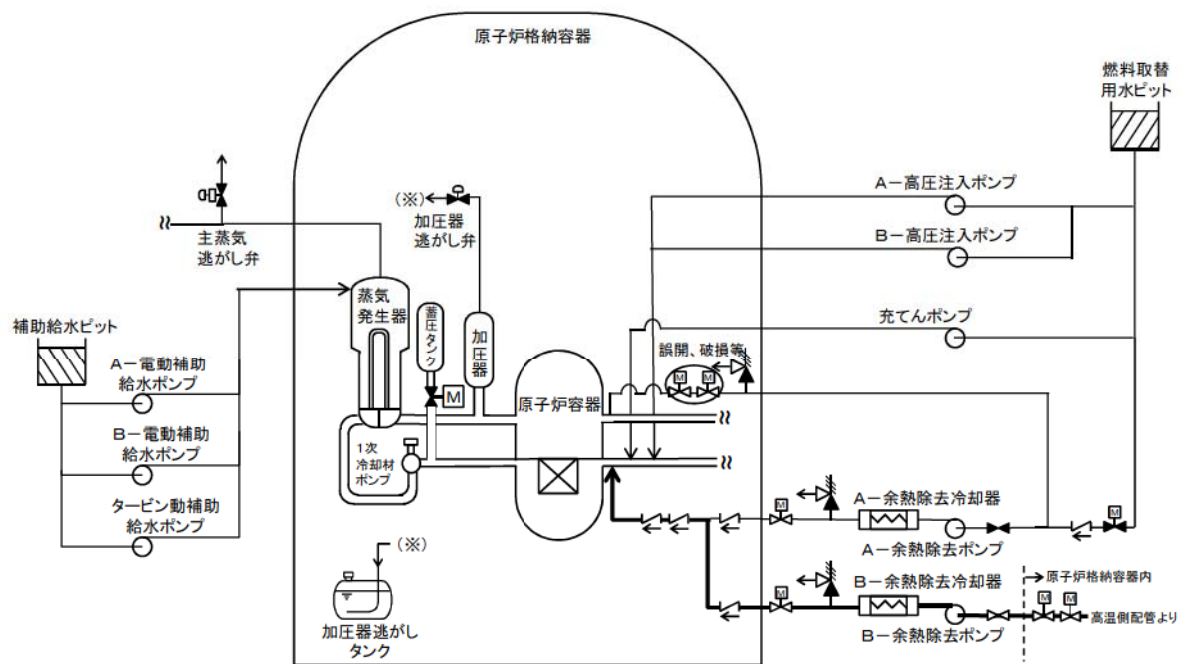 原子炉格納容器
燃料取替
用水ピット
(※)
加圧器
逃がし弁
主蒸気
逃がし弁
A-高圧注入ポンプ
B-高圧注入ポンプ
充てんポンプ
誤開、破損等
M
M
蒸気
発生器
蓄圧タンク
M
加圧器
原子炉容器
1次
冷却材
ポンプ
補助給水ピット
A-電動補助
給水ポンプ
B-電動補助
給水ポンプ
タービン動補助
給水ポンプ
M
A-余熱除去冷却器
A-余熱除去ポンプ
M
M
B-余熱除去冷却器
B-余熱除去ポンプ
原子炉格納容器内
M
M
高温側配管より
(※)
加圧器逃がし
タンク